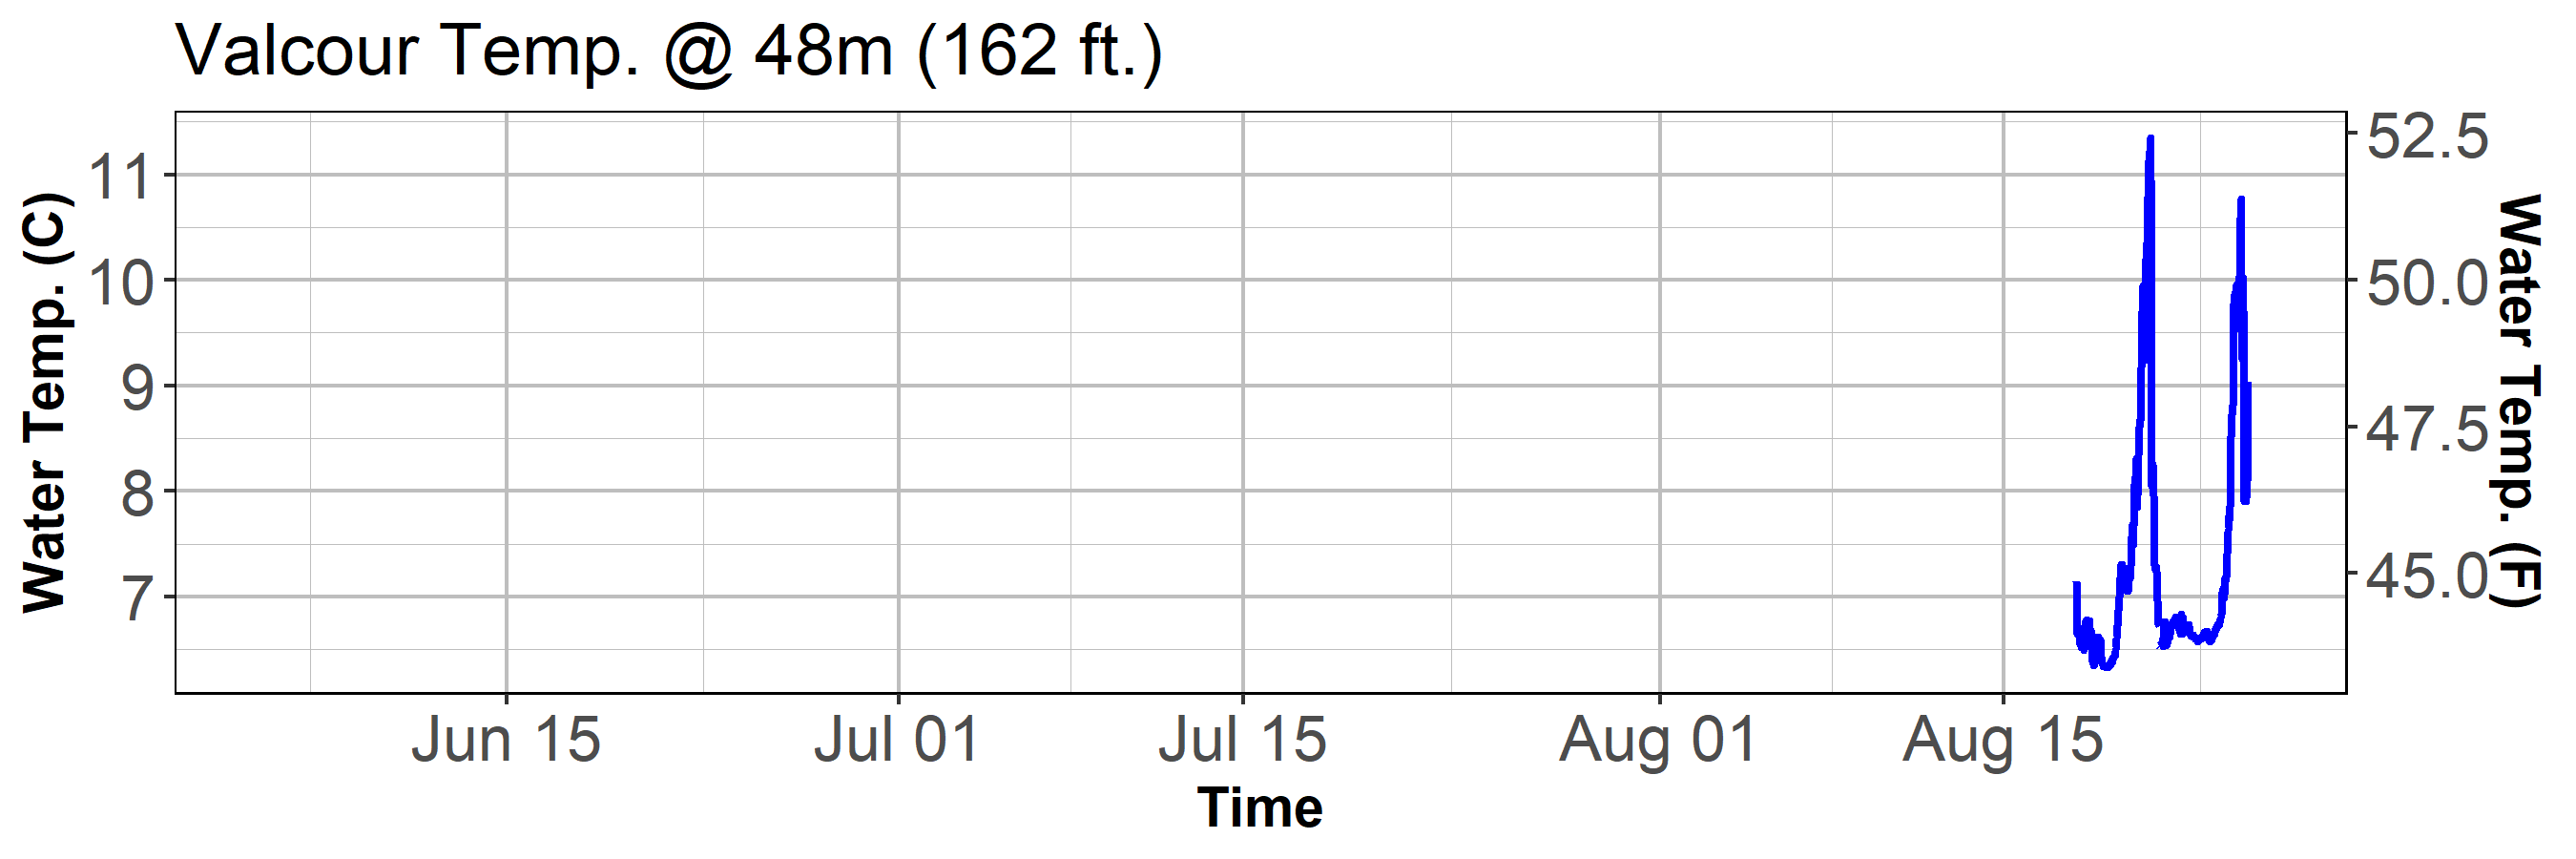 Valcour Temp. @ 48m (162 ft.)
Water Temp. (C)
11
10
9
8
7
52.5
50.0
47.5
45.0
Water Temp. (F)
Jun 15
Jul 01
Jul 15
Aug 01
Aug 15
Time